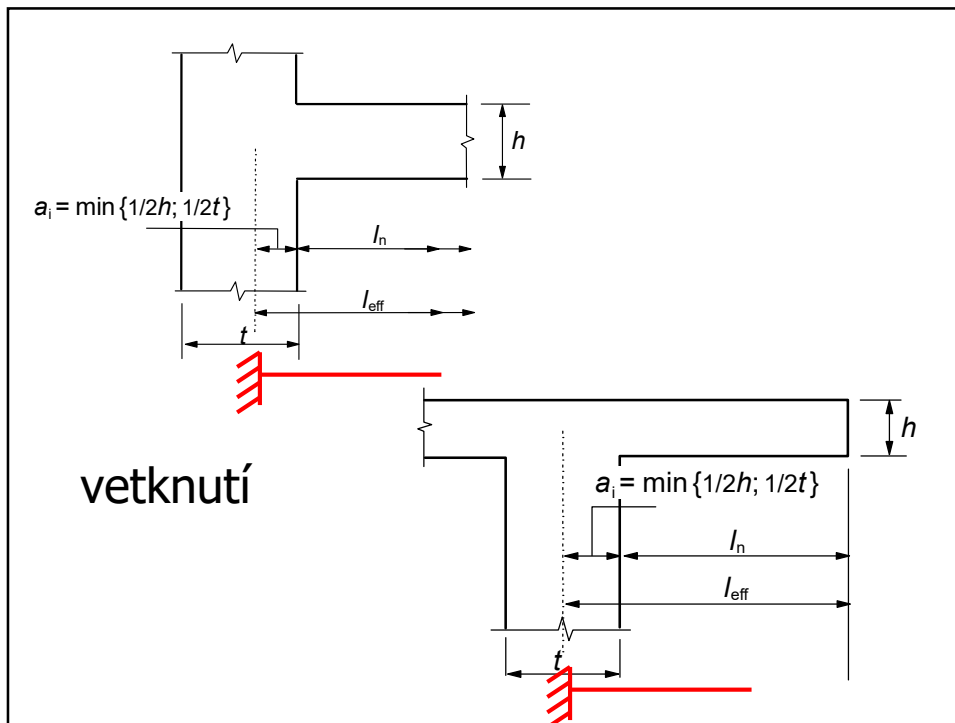 h
aᵢ = min {1/2h; 1/2t}
lₙ
l_eff
t
h
vetknutí
aᵢ = min {1/2h; 1/2t}
lₙ
l_eff
t